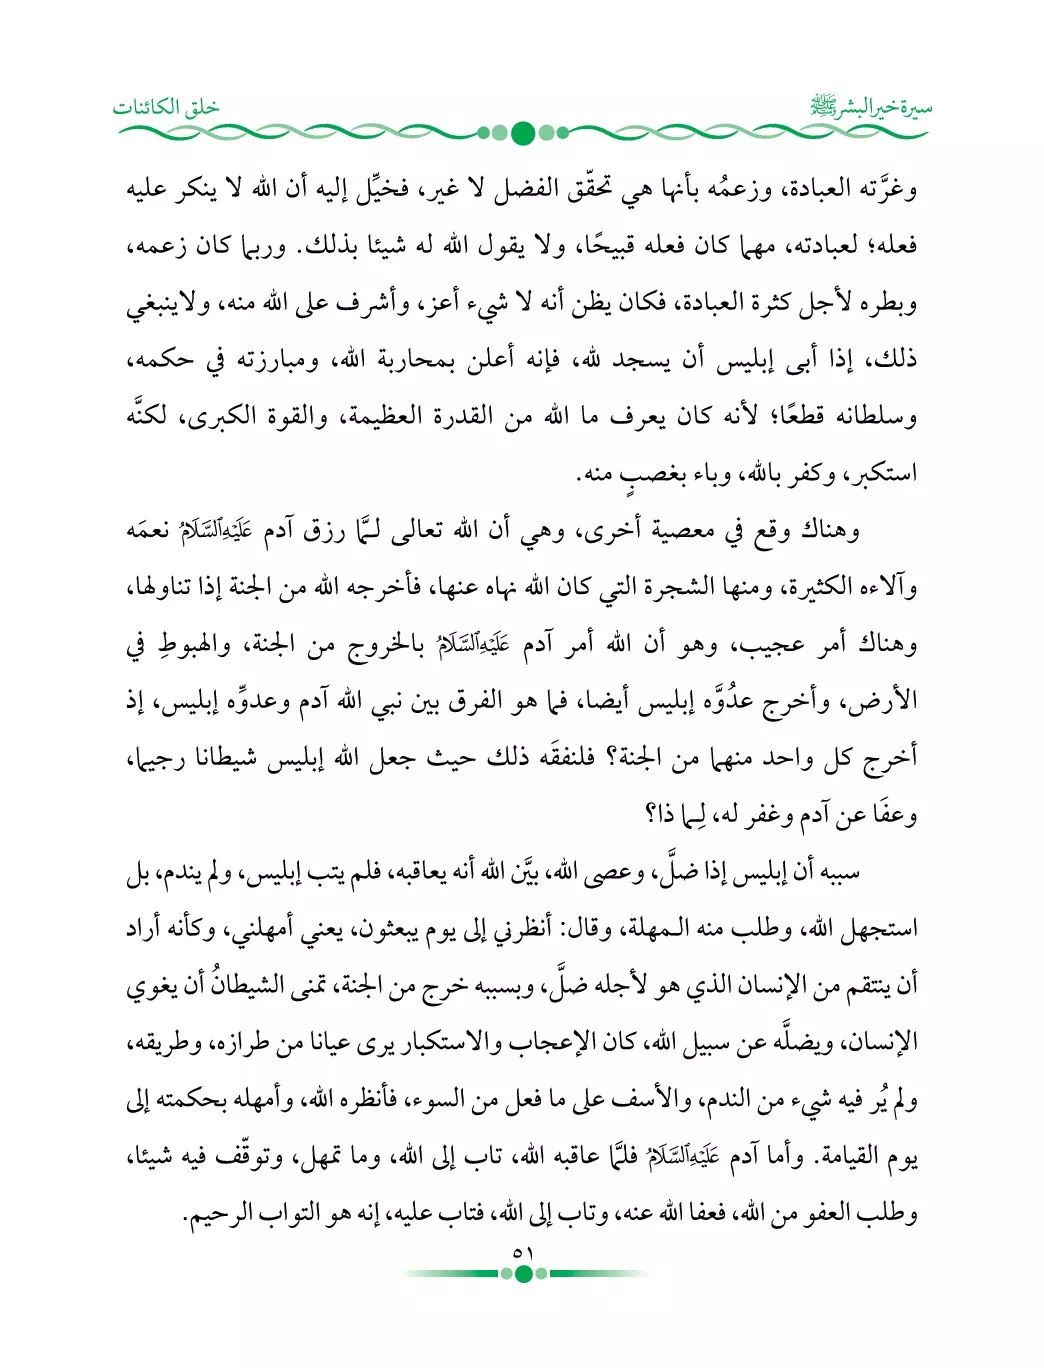 سيرة خير البشر ﷺ
خلق الكائنات
وغرَّته العبادة، وزعمُه بأنها هي تحقّق الفضل لا غير، فخيِّل إليه أن الله لا ينكر عليه
فعله؛ لعبادته، مهما كان فعله قبيحًا، ولا يقول الله له شيئا بذلك. وربما كان زعمه،
وبطره لأجل كثرة العبادة، فكان يظن أنه لا شيء أعز، وأشرف على الله منه، ولاينبغي
ذلك، إذا أبى إبليس أن يسجد لله، فإنه أعلن بمحاربة الله، ومبارزته في حكمه،
وسلطانه قطعًا؛ لأنه كان يعرف ما الله من القدرة العظيمة، والقوة الكبرى، لكنَّه
استكبر، وكفر بالله، وباء بغصبٍ منه.
وهناك وقع في معصية أخرى، وهي أن الله تعالى لـمَّا رزق آدم عَلَيْهِ ٱلسَّلَامُ نعمَه
وآلاءه الكثيرة، ومنها الشجرة التي كان الله نهاه عنها، فأخرجه الله من الجنة إذا تناولها،
وهناك أمر عجيب، وهو أن الله أمر آدم عَلَيْهِ ٱلسَّلَامُ بالخروج من الجنة، والهبوطِ في
الأرض، وأخرج عدُوَّه إبليس أيضا، فما هو الفرق بين نبي الله آدم وعدوِّه إبليس، إذ
أخرج كل واحد منهما من الجنة؟ فلنفقَه ذلك حيث جعل الله إبليس شيطانا رجيما،
وعفَا عن آدم وغفر له، لِـما ذا؟
سببه أن إبليس إذا ضلَّ، وعصى الله، بيَّن الله أنه يعاقبه، فلم يتب إبليس، ولم يندم، بل
استجهل الله، وطلب منه الـمهلة، وقال: أنظرني إلى يوم يبعثون، يعني أمهلني، وكأنه أراد
أن ينتقم من الإنسان الذي هو لأجله ضلَّ، وبسببه خرج من الجنة، تمنى الشيطانُ أن يغوي
الإنسان، ويضلَّه عن سبيل الله، كان الإعجاب والاستكبار يرى عيانا من طرازه، وطريقه،
ولم يُر فيه شيء من الندم، والأسف على ما فعل من السوء، فأنظره الله، وأمهله بحكمته إلى
يوم القيامة. وأما آدم عَلَيْهِ ٱلسَّلَامُ فلمَّا عاقبه الله، تاب إلى الله، وما تمهل، وتوقّف فيه شيئا،
وطلب العفو من الله، فعفا الله عنه، وتاب إلى الله، فتاب عليه، إنه هو التواب الرحيم.
٥١